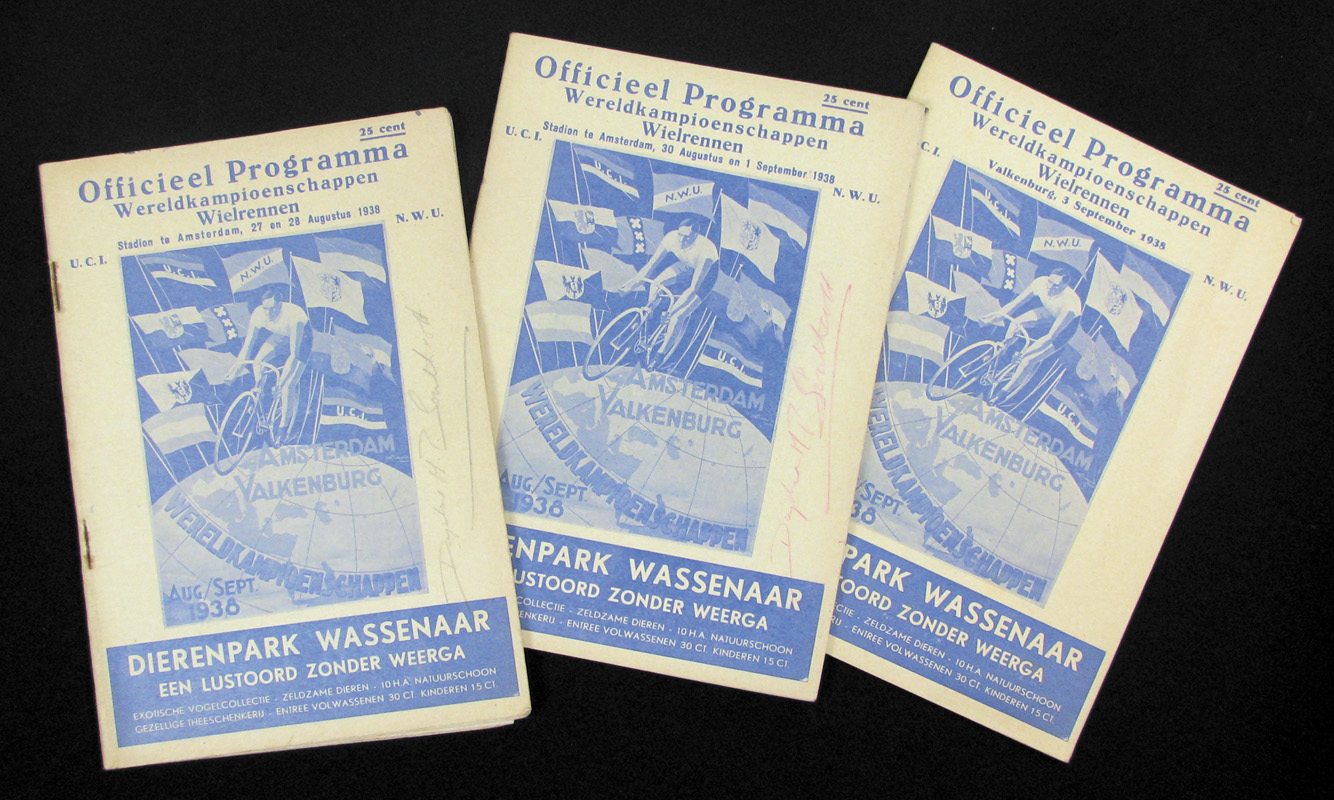 25 cent
Officieel Programma
Wereldkampioenschappen
Wielrennen
Stadion te Amsterdam, 27 en 28 Augustus 1938
U.C.I.
N.W.U.
U.C.I.
N.W.U.
U.C.I
AMSTERDAM
VALKENBURG
WERELDKAMPIOENSCHAPPEN
AUG/SEPT.
1938
DIERENPARK WASSENAAR
EEN LUSTOORD ZONDER WEERGA
EXOTISCHE VOGELCOLLECTIE - ZELDZAME DIEREN - 10 H.A. NATUURSCHOON
GEZELLIGE THEESCHENKERIJ - ENTREE VOLWASSENEN 30 CT. KINDEREN 15 CT.
25 cent
Officieel Programma
Wereldkampioenschappen
Wielrennen
Stadion te Amsterdam, 30 Augustus en 1 September 1938
U.C.I.
N.W.U.
U.C.I.
N.W.U.
U.C.I
AMSTERDAM
VALKENBURG
WERELDKAMPIOENSCHAPPEN
AUG/SEPT.
1938
ENPARK WASSENAAR
LUSTOORD ZONDER WEERGA
COLLECTIE - ZELDZAME DIEREN - 10 H.A. NATUURSCHOON
ENKERIJ - ENTREE VOLWASSENEN 30 CT. KINDEREN 15 CT.
25 cent
Officieel Programma
Wereldkampioenschappen
Wielrennen
Valkenburg, 3 September 1938
C.I.
N.W.U.
U.C.I.
N.W.U.
U.C.I
AMSTERDAM
VALKENBURG
WERELDKAMPIOENSCHAPPEN
/SEPT.
38
PARK WASSENAAR
TOORD ZONDER WEERGA
CTIE - ZELDZAME DIEREN - 10 H.A. NATUURSCHOON
RIJ - ENTREE VOLWASSENEN 30 CT. KINDEREN 15 CT.